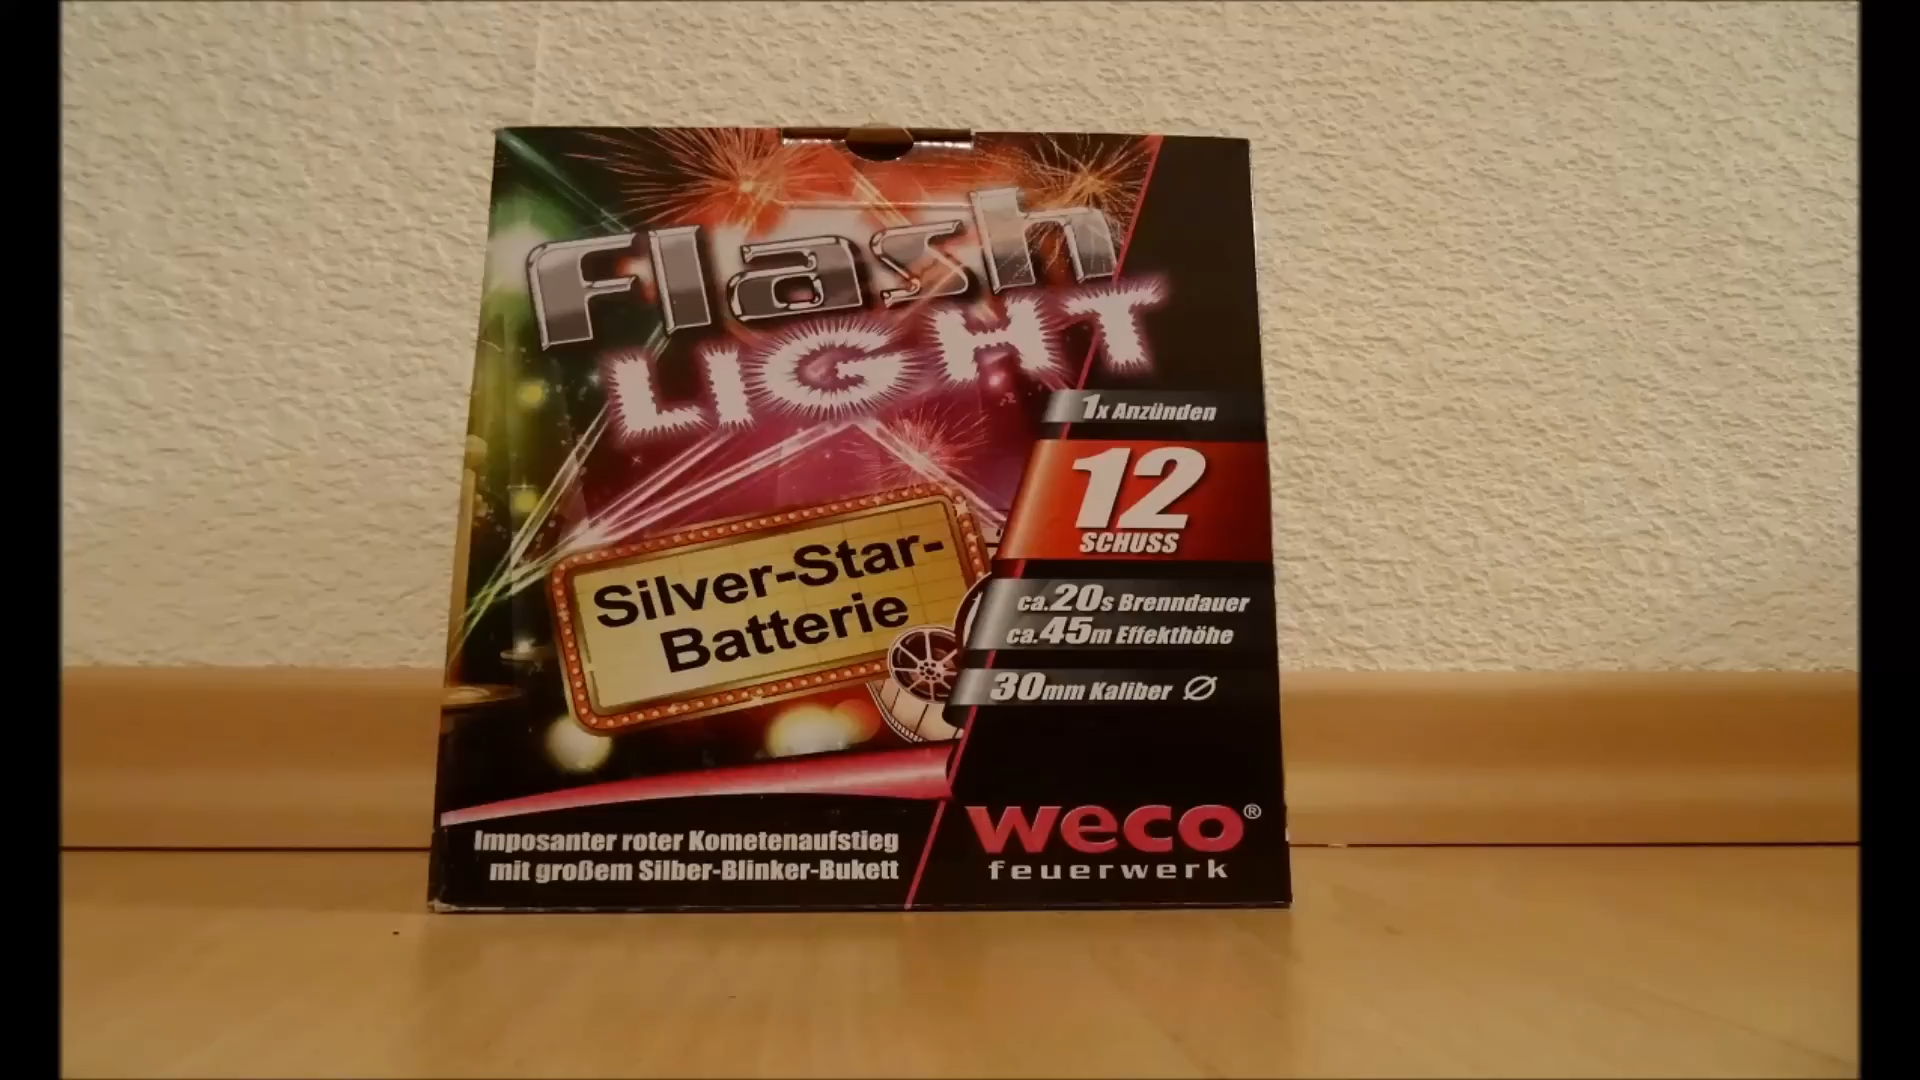 Flash
LIGHT
1x Anzünden
12
SCHUSS
Silver-Star-
Batterie
ca.20s Brenndauer
ca.45m Effekthöhe
30mm Kaliber Ø
weco®
feuerwerk
Imposanter roter Kometenaufstieg
mit großem Silber-Blinker-Bukett